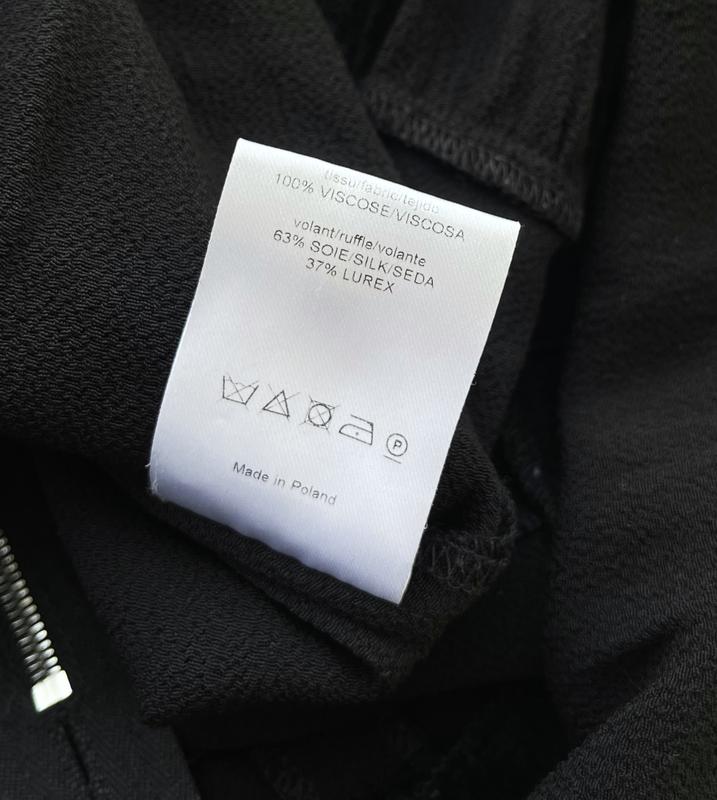 tissu/fabric/tejido
100% VISCOSE/VISCOSA
volant/ruffle/volante
63% SOIE/SILK/SEDA
37% LUREX
P
Made in Poland